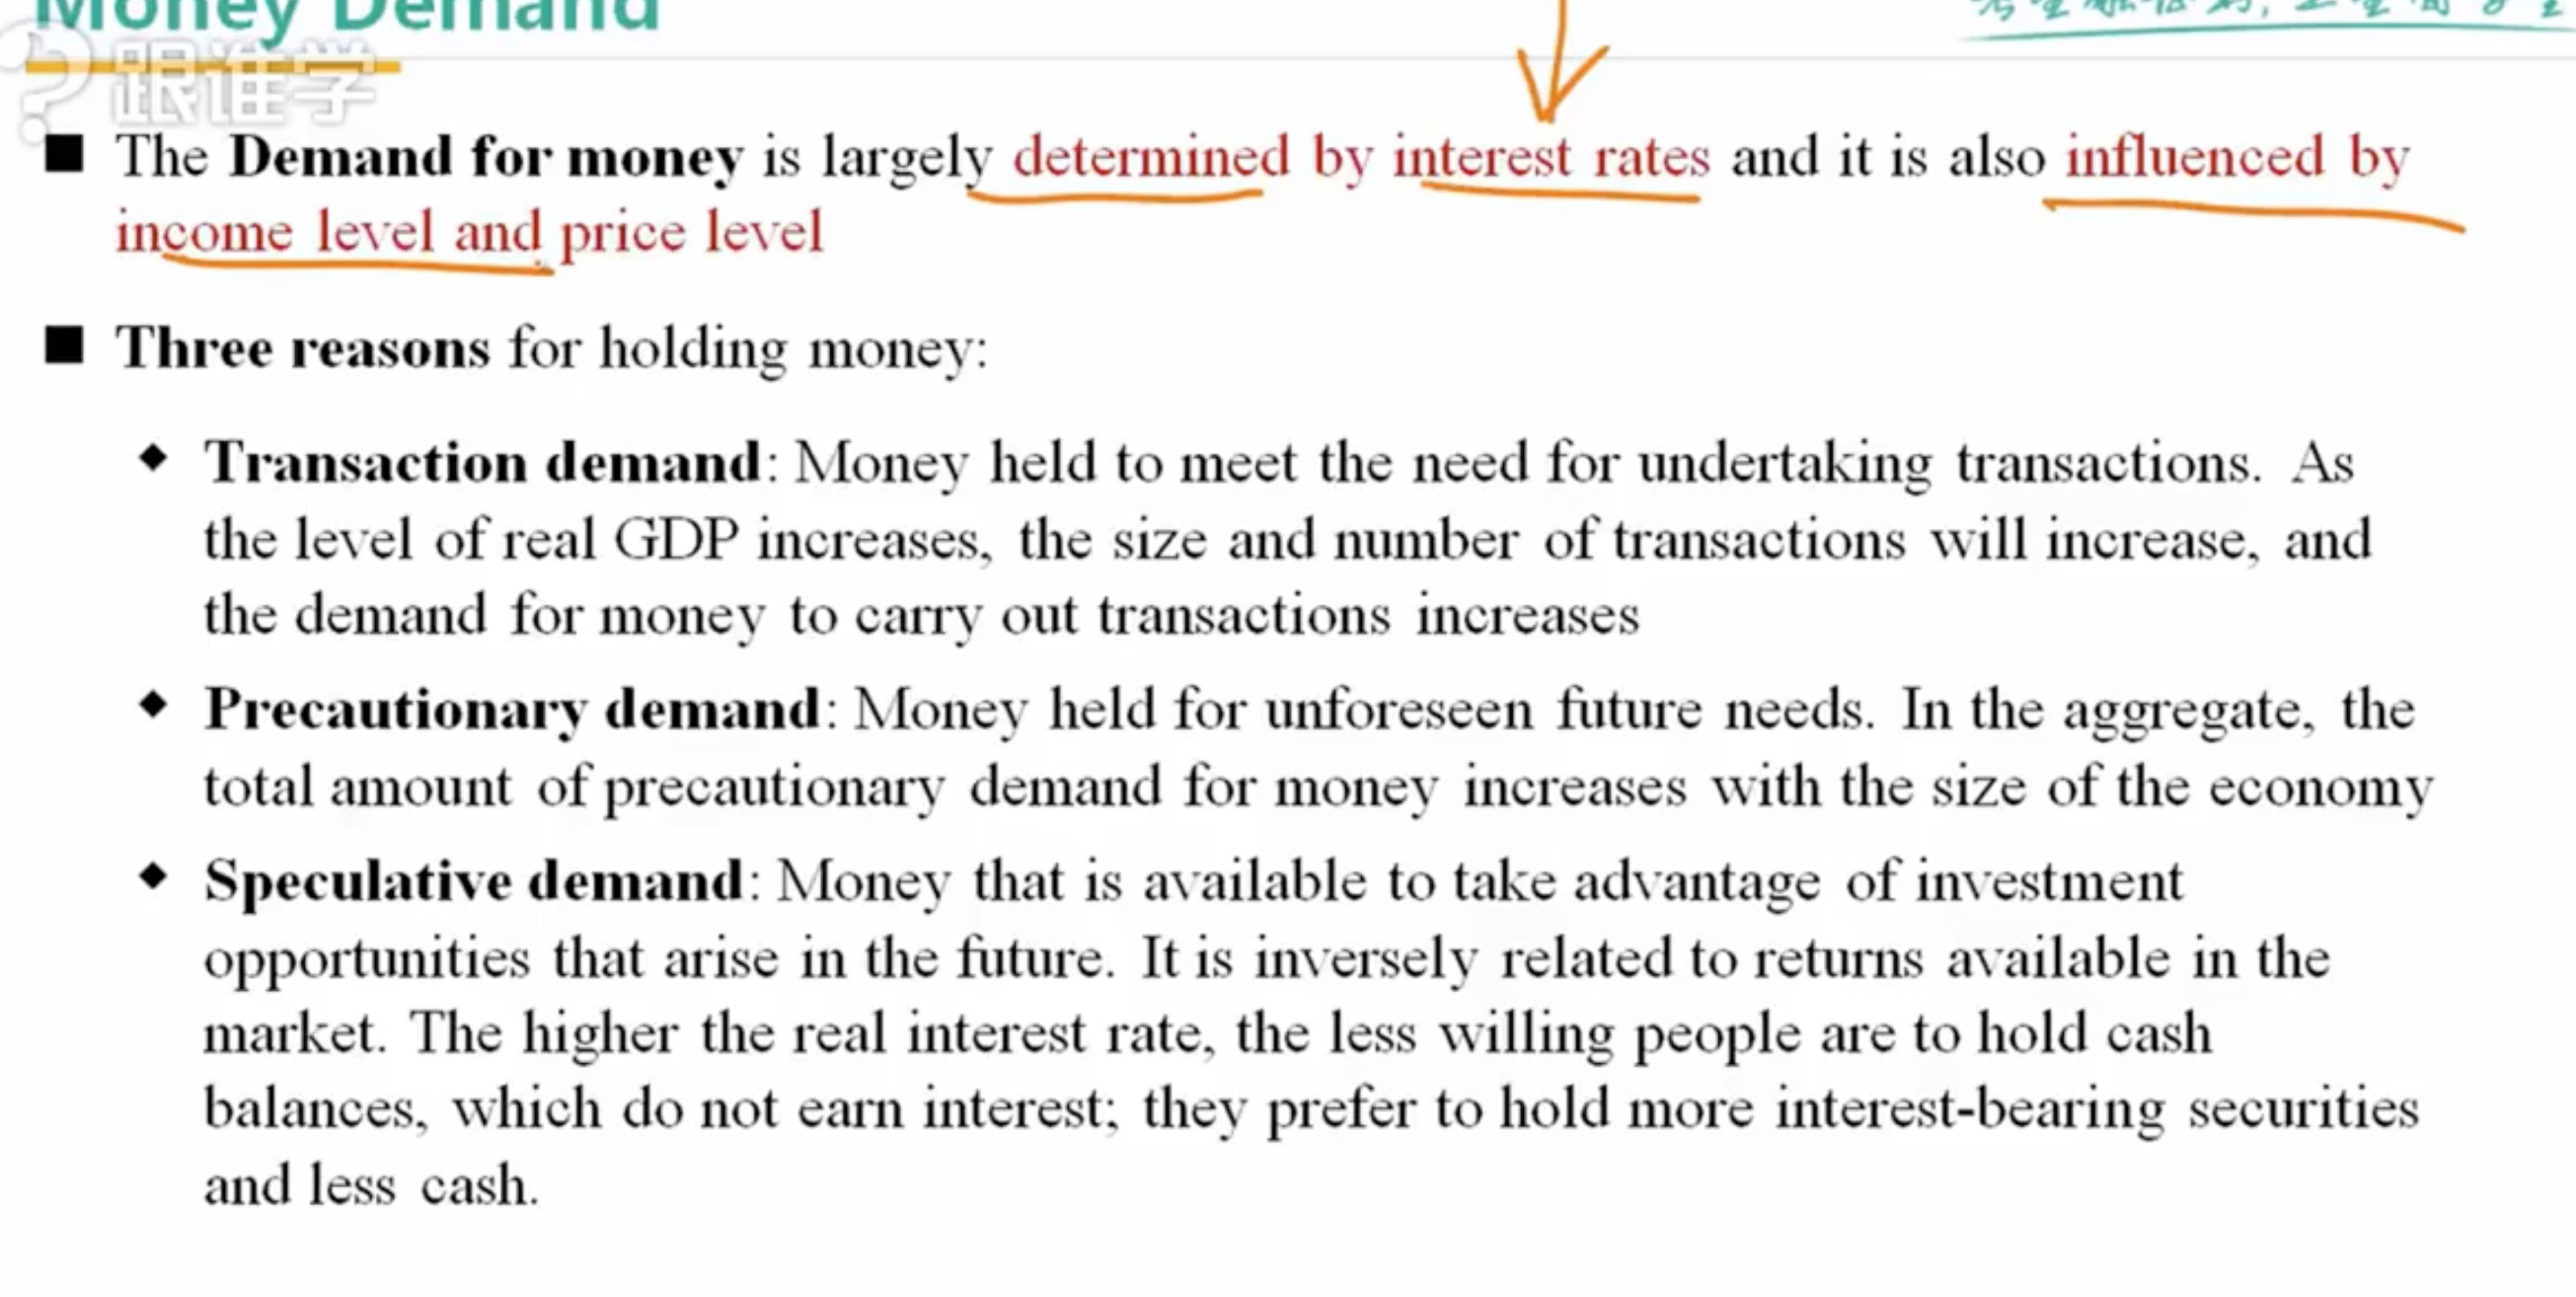 Money Demand
跟谁学
■ The Demand for money is largely determined by interest rates and it is also influenced by
income level and price level
■ Three reasons for holding money:
◆ Transaction demand: Money held to meet the need for undertaking transactions. As
the level of real GDP increases, the size and number of transactions will increase, and
the demand for money to carry out transactions increases
◆ Precautionary demand: Money held for unforeseen future needs. In the aggregate, the
total amount of precautionary demand for money increases with the size of the economy
◆ Speculative demand: Money that is available to take advantage of investment
opportunities that arise in the future. It is inversely related to returns available in the
market. The higher the real interest rate, the less willing people are to hold cash
balances, which do not earn interest; they prefer to hold more interest-bearing securities
and less cash.